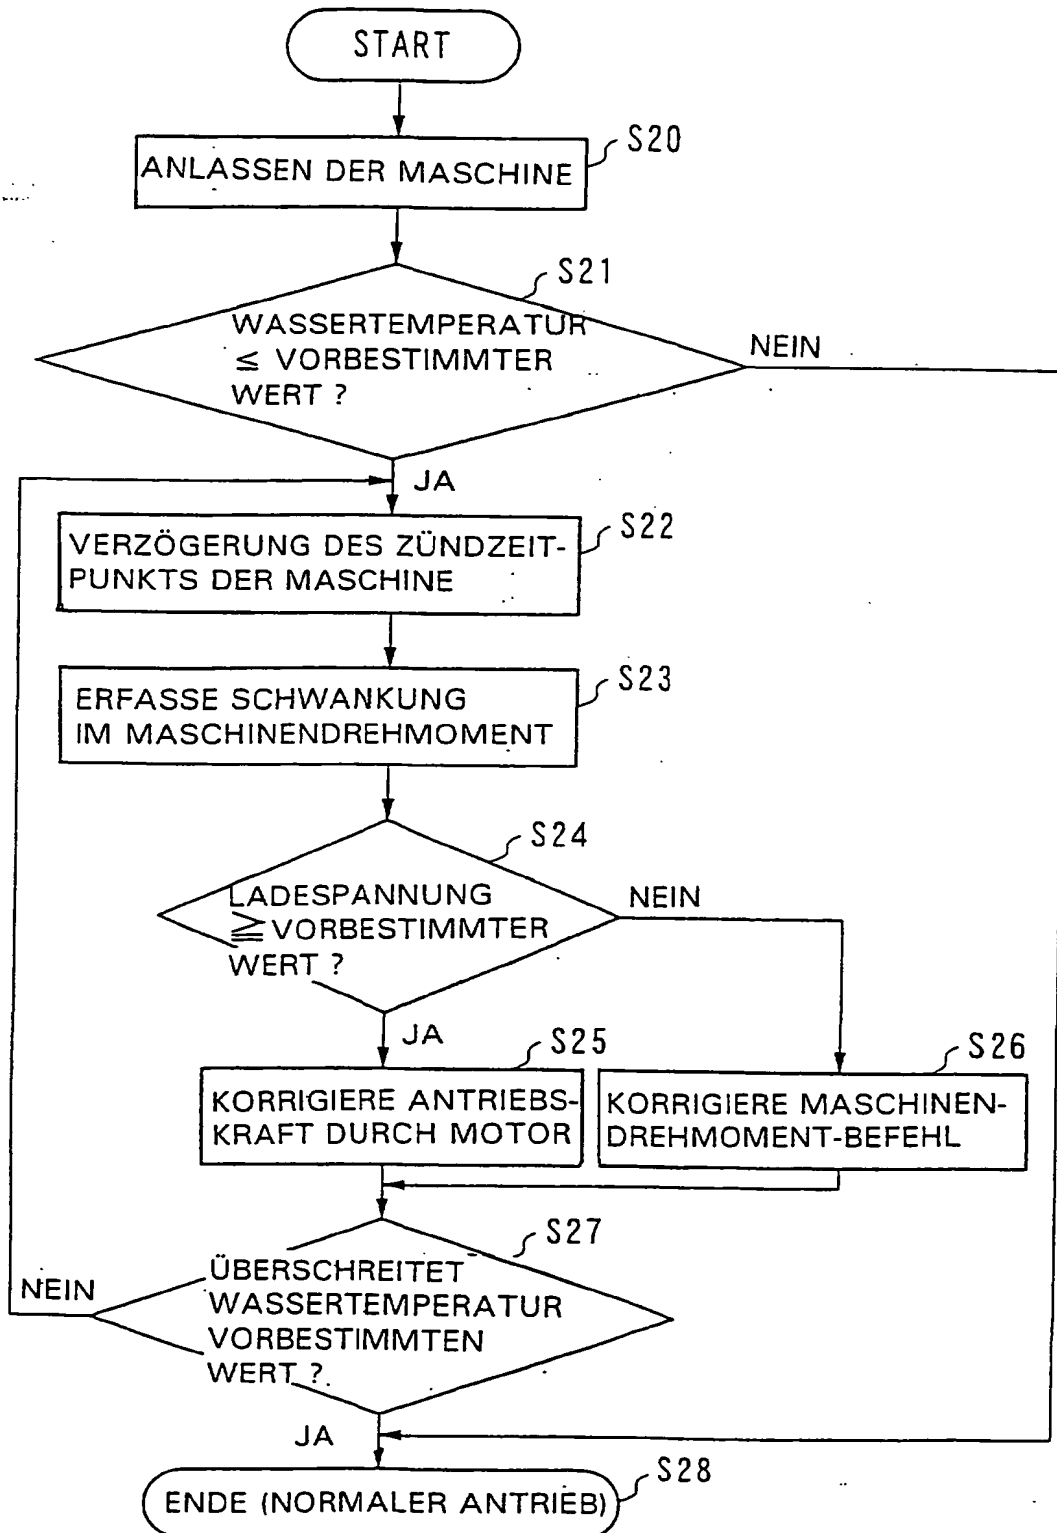 START
S20
ANLASSEN DER MASCHINE
S21
WASSERTEMPERATUR
≤ VORBESTIMMTER
WERT ?
NEIN
JA
S22
VERZÖGERUNG DES ZÜNDZEIT-
PUNKTS DER MASCHINE
S23
ERFASSE SCHWANKUNG
IM MASCHINENDREHMOMENT
S24
LADESPANNUNG
≧ VORBESTIMMTER
WERT ?
NEIN
JA
S25
KORRIGIERE ANTRIEBS-
KRAFT DURCH MOTOR
S26
KORRIGIERE MASCHINEN-
DREHMOMENT-BEFEHL
S27
ÜBERSCHREITET
WASSERTEMPERATUR
VORBESTIMMTEN
WERT ?
NEIN
JA
S28
ENDE (NORMALER ANTRIEB)